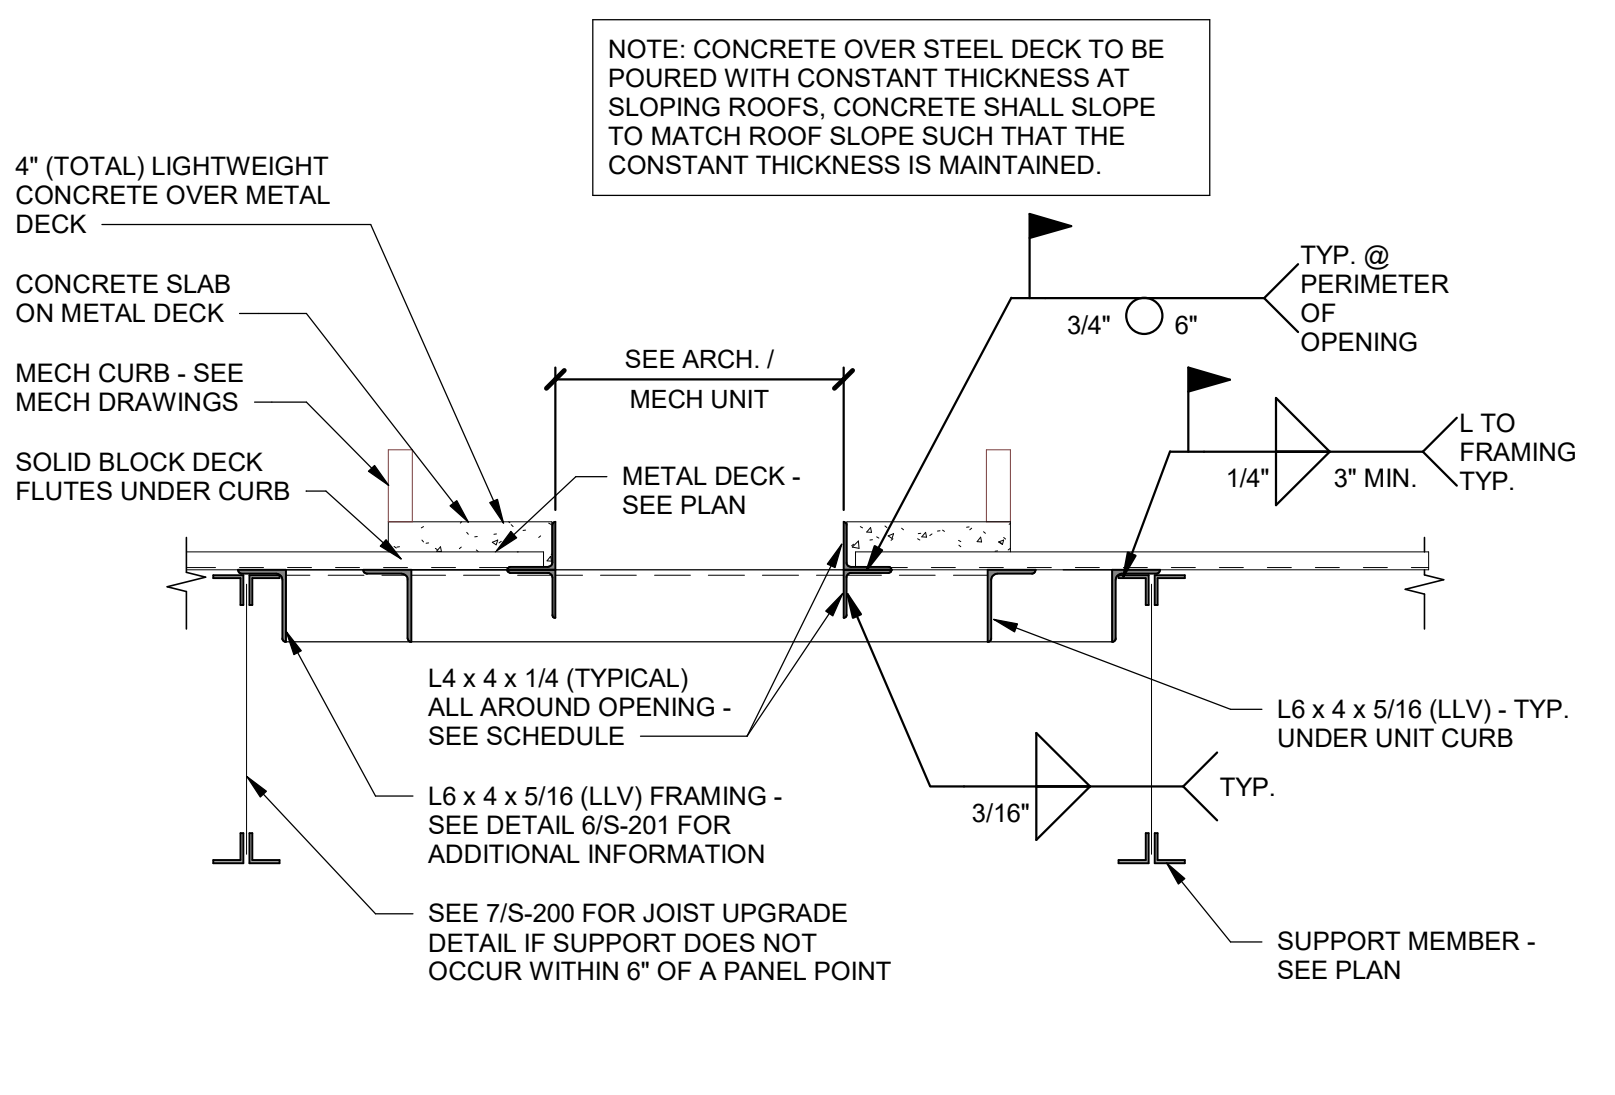 NOTE: CONCRETE OVER STEEL DECK TO BE
POURED WITH CONSTANT THICKNESS AT
SLOPING ROOFS, CONCRETE SHALL SLOPE
TO MATCH ROOF SLOPE SUCH THAT THE
CONSTANT THICKNESS IS MAINTAINED.
4" (TOTAL) LIGHTWEIGHT
CONCRETE OVER METAL
DECK
CONCRETE SLAB
ON METAL DECK
MECH CURB - SEE
MECH DRAWINGS
SOLID BLOCK DECK
FLUTES UNDER CURB
SEE ARCH. /
MECH UNIT
METAL DECK -
SEE PLAN
3/4" 6"
TYP. @
PERIMETER
OF
OPENING
1/4" 3" MIN.
L TO
FRAMING
TYP.
L4 x 4 x 1/4 (TYPICAL)
ALL AROUND OPENING -
SEE SCHEDULE
L6 x 4 x 5/16 (LLV) - TYP.
UNDER UNIT CURB
3/16"
TYP.
L6 x 4 x 5/16 (LLV) FRAMING -
SEE DETAIL 6/S-201 FOR
ADDITIONAL INFORMATION
SEE 7/S-200 FOR JOIST UPGRADE
DETAIL IF SUPPORT DOES NOT
OCCUR WITHIN 6" OF A PANEL POINT
SUPPORT MEMBER -
SEE PLAN